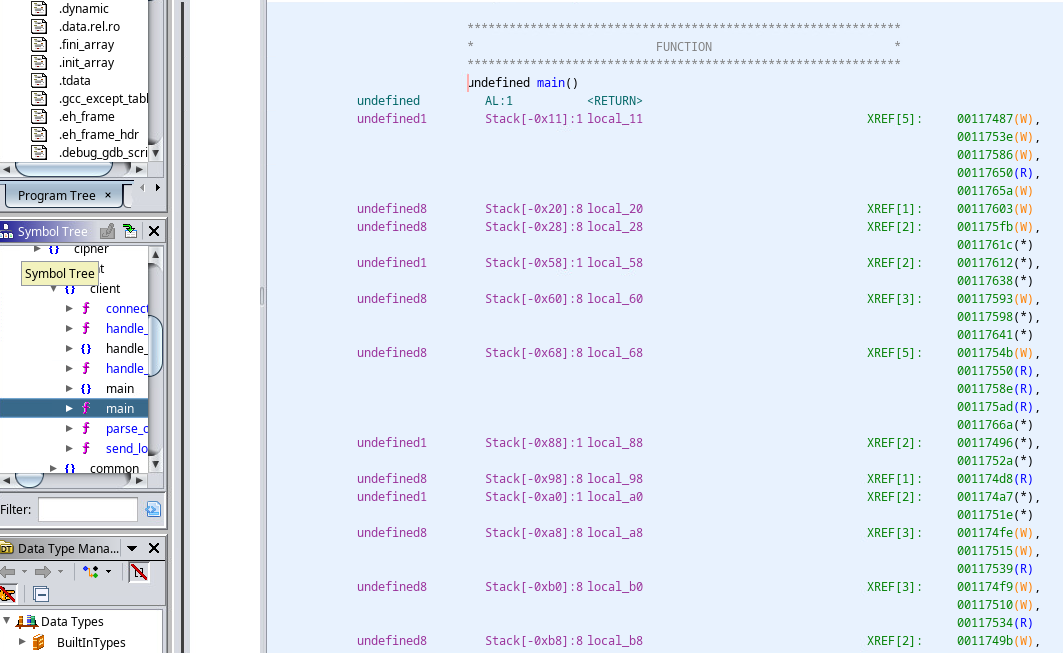 .dynamic
.data.rel.ro
.fini_array
.init_array
.tdata
.gcc_except_tabl
.eh_frame
.eh_frame_hdr
.debug_gdb_scri
Program Tree ×
Symbol Tree
cipher
Symbol Tree
client
connect
handle_
handle_
handle_
main
main
parse_c
send_lo
common
Filter:
Data Type Mana...
Data Types
BuiltInTypes
**********************************************************
* FUNCTION *
**********************************************************
undefined main()
undefined AL:1 <RETURN>
undefined1 Stack[-0x11]:1 local_11 XREF[5]: 00117487(W),
0011753e(W),
00117586(W),
00117650(R),
0011765a(W)
undefined8 Stack[-0x20]:8 local_20 XREF[1]: 00117603(W)
undefined8 Stack[-0x28]:8 local_28 XREF[2]: 001175fb(W),
0011761c(*)
undefined1 Stack[-0x58]:1 local_58 XREF[2]: 00117612(*),
00117638(*)
undefined8 Stack[-0x60]:8 local_60 XREF[3]: 00117593(W),
00117598(*),
00117641(*)
undefined8 Stack[-0x68]:8 local_68 XREF[5]: 0011754b(W),
00117550(R),
0011758e(R),
001175ad(R),
0011766a(*)
undefined1 Stack[-0x88]:1 local_88 XREF[2]: 00117496(*),
0011752a(*)
undefined8 Stack[-0x98]:8 local_98 XREF[1]: 001174d8(R)
undefined1 Stack[-0xa0]:1 local_a0 XREF[2]: 001174a7(*),
0011751e(*)
undefined8 Stack[-0xa8]:8 local_a8 XREF[3]: 001174fe(W),
00117515(W),
00117539(R)
undefined8 Stack[-0xb0]:8 local_b0 XREF[3]: 001174f9(W),
00117510(W),
00117534(R)
undefined8 Stack[-0xb8]:8 local_b8 XREF[2]: 0011749b(W),